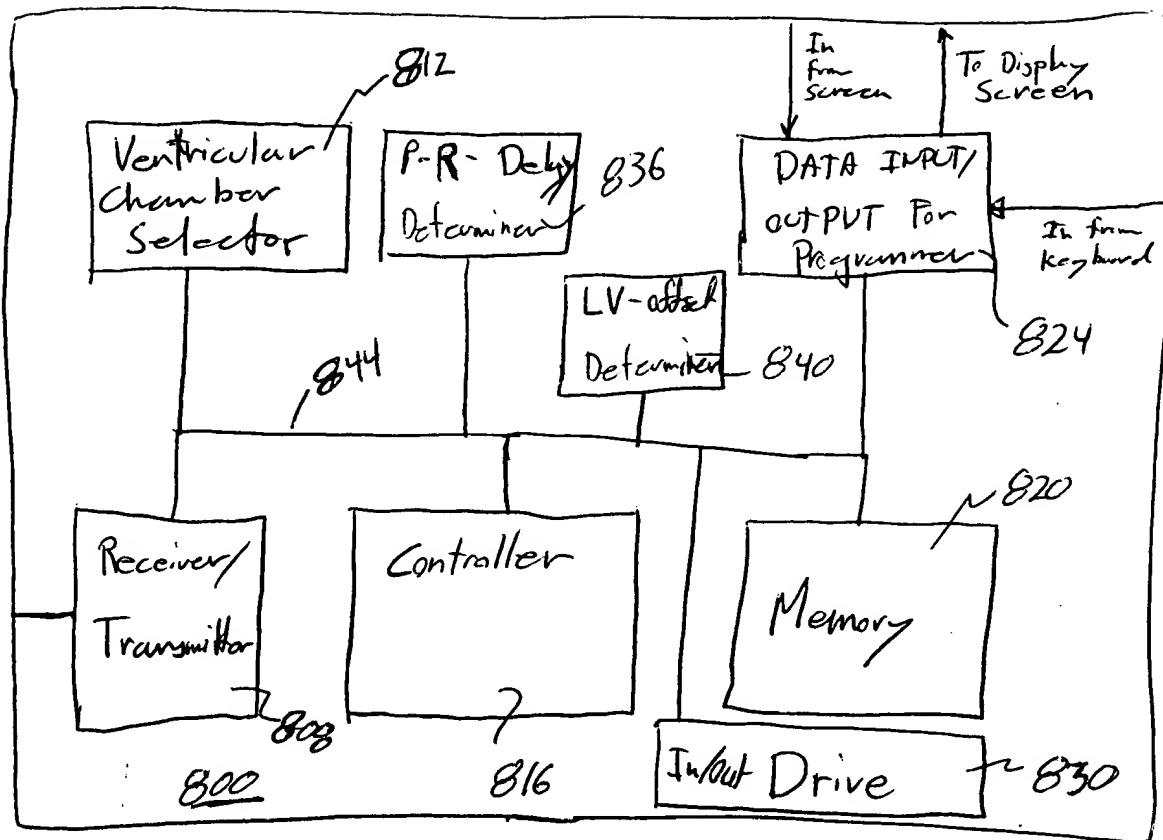 812
In
from
screen
To Display
Screen
Ventricular
Chamber
Selector
P-R- Delay
Determiner
836
DATA INPUT/
OUTPUT For
Programmer
In from
Keyboard
824
LV-offset
Determiner
840
844
820
Receiver/
Transmitter
808
Controller
816
Memory
In/out Drive
830
800